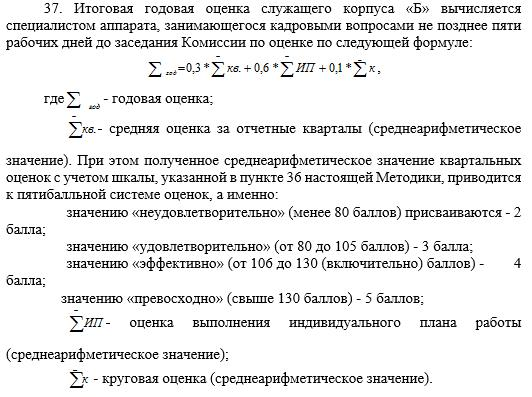 37. Итоговая годовая оценка служащего корпуса «Б» вычисляется
специалистом аппарата, занимающегося кадровыми вопросами не позднее пяти
рабочих дней до заседания Комиссии по оценке по следующей формуле:
∑ год =0,3 * ∑̄ кв. + 0,6 * ∑̄ ИП + 0,1 * ∑̄ к ,
где ∑ год - годовая оценка;
∑̄ кв. - средняя оценка за отчетные кварталы (среднеарифметическое
значение). При этом полученное среднеарифметическое значение квартальных
оценок с учетом шкалы, указанной в пункте 36 настоящей Методики, приводится
к пятибалльной системе оценок, а именно:
значению «неудовлетворительно» (менее 80 баллов) присваиваются - 2
балла;
значению «удовлетворительно» (от 80 до 105 баллов) - 3 балла;
значению «эффективно» (от 106 до 130 (включительно) баллов) - 4
балла;
значению «превосходно» (свыше 130 баллов) - 5 баллов;
∑̄ ИП - оценка выполнения индивидуального плана работы
(среднеарифметическое значение);
∑̄ к - круговая оценка (среднеарифметическое значение).